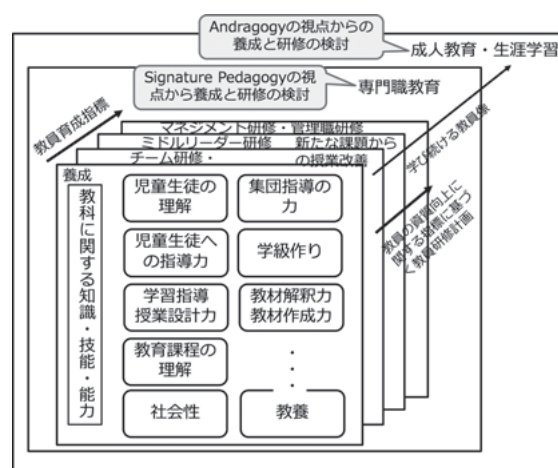 Andragogyの視点からの
養成と研修の検討
成人教育・生涯学習
Signature Pedagogyの視
点から養成と研修の検討
専門職教育
教員育成指標
マネジメント研修・管理職研修
ミドルリーダー研修
新たな課題から
チーム研修・
の授業改善
学び続ける教員像
教員の資質向上に
関する指標に基づ
く教員研修計画
養成
教科に関する知識・技能・能力
児童生徒の
理解
集団指導の
力
児童生徒へ
の指導力
学級作り
学習指導
授業設計力
教材解釈力
教材作成力
教育課程の
理解
・
・
・
社会性
教養